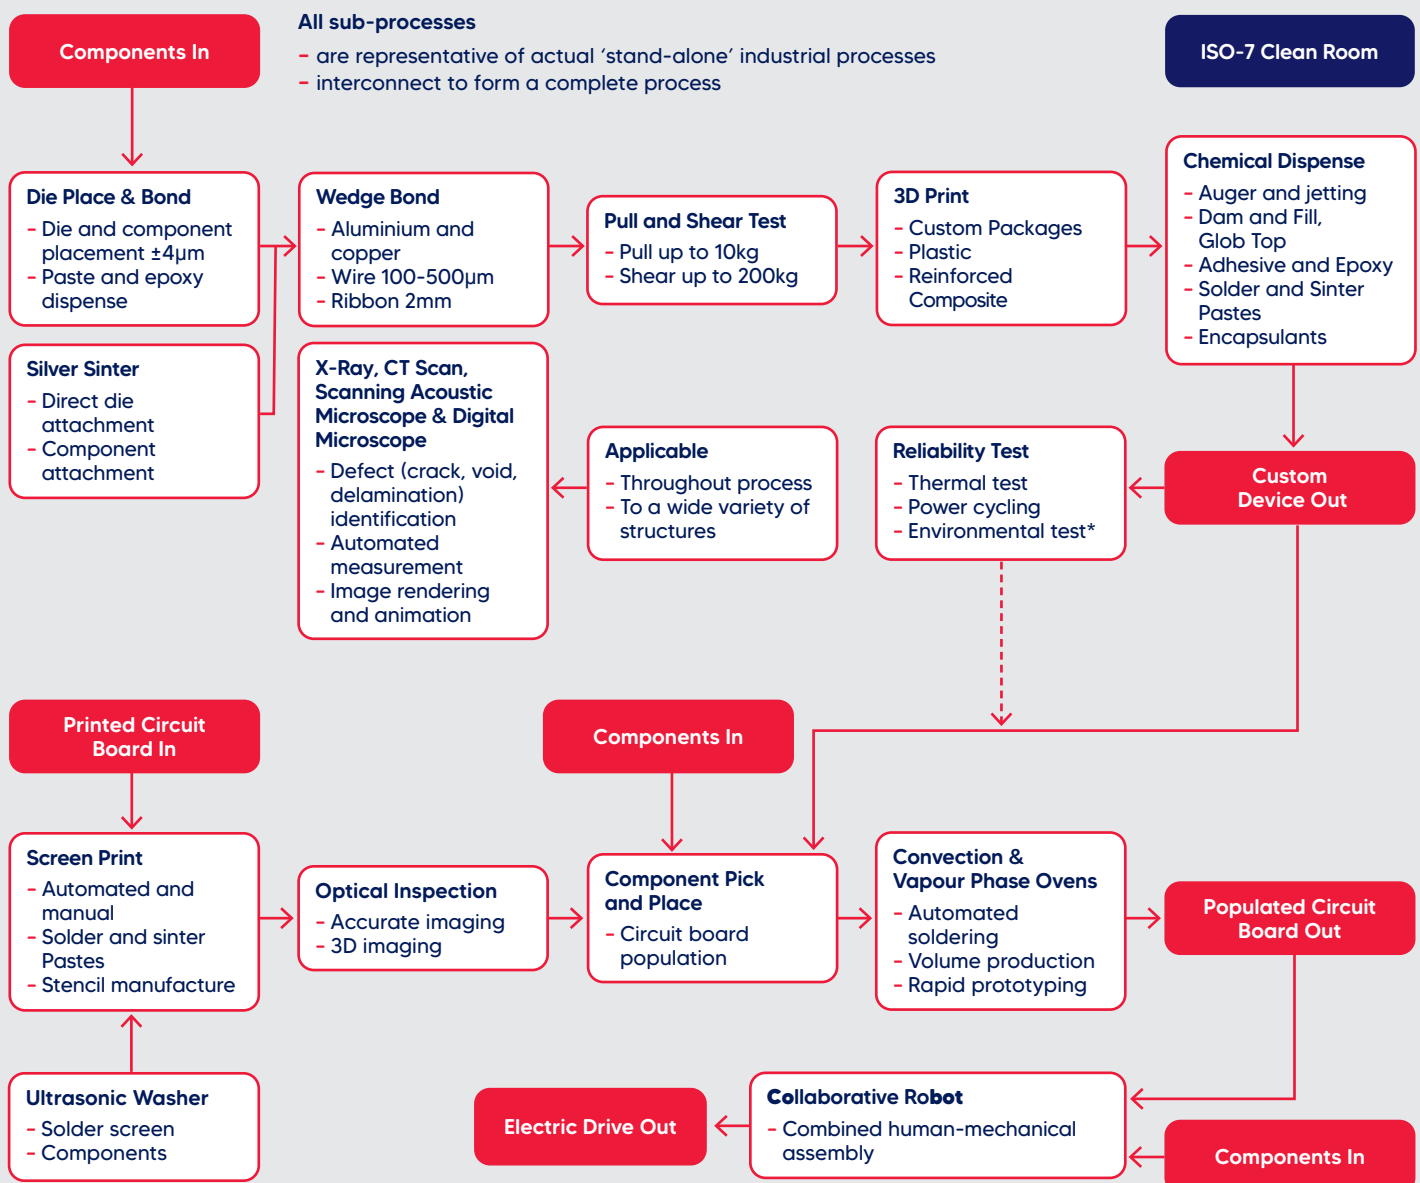 Components In
All sub-processes
- are representative of actual ‘stand-alone’ industrial processes
- interconnect to form a complete process
ISO-7 Clean Room
Die Place & Bond
- Die and component
placement ±4µm
- Paste and epoxy
dispense
Wedge Bond
- Aluminium and
copper
- Wire 100-500µm
- Ribbon 2mm
Pull and Shear Test
- Pull up to 10kg
- Shear up to 200kg
3D Print
- Custom Packages
- Plastic
- Reinforced
Composite
Chemical Dispense
- Auger and jetting
- Dam and Fill,
Glob Top
- Adhesive and Epoxy
- Solder and Sinter
Pastes
- Encapsulants
Silver Sinter
- Direct die
attachment
- Component
attachment
X-Ray, CT Scan,
Scanning Acoustic
Microscope & Digital
Microscope
- Defect (crack, void,
delamination)
identification
- Automated
measurement
- Image rendering
and animation
Applicable
- Throughout process
- To a wide variety of
structures
Reliability Test
- Thermal test
- Power cycling
- Environmental test*
Custom
Device Out
Printed Circuit
Board In
Components In
Screen Print
- Automated and
manual
- Solder and sinter
Pastes
- Stencil manufacture
Optical Inspection
- Accurate imaging
- 3D imaging
Component Pick
and Place
- Circuit board
population
Convection &
Vapour Phase Ovens
- Automated
soldering
- Volume production
- Rapid prototyping
Populated Circuit
Board Out
Ultrasonic Washer
- Solder screen
- Components
Electric Drive Out
Collaborative Robot
- Combined human-mechanical
assembly
Components In